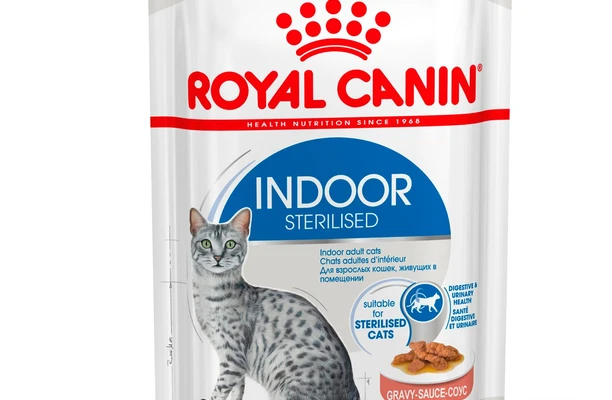 ROYAL CANIN®
HEALTH NUTRITION SINCE 1968
INDOOR
STERILISED
Indoor adult cats
Chats adultes d'intérieur
Для взрослых кошек, живущих в
помещении
suitable
for
STERILISED
CATS
DIGESTIVE &
URINARY
HEALTH
SANTÉ
DIGESTIVE
ET URINAIRE
GRAVY-SAUCE-СОУС